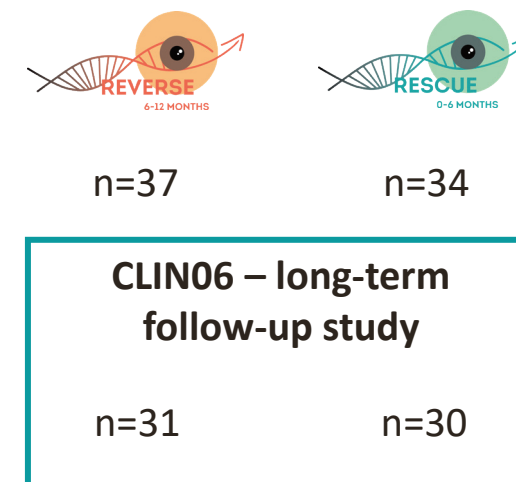 REVERSE
6-12 MONTHS
RESCUE
0-6 MONTHS
n=37
n=34
CLIN06 – long-term
follow-up study
n=31
n=30